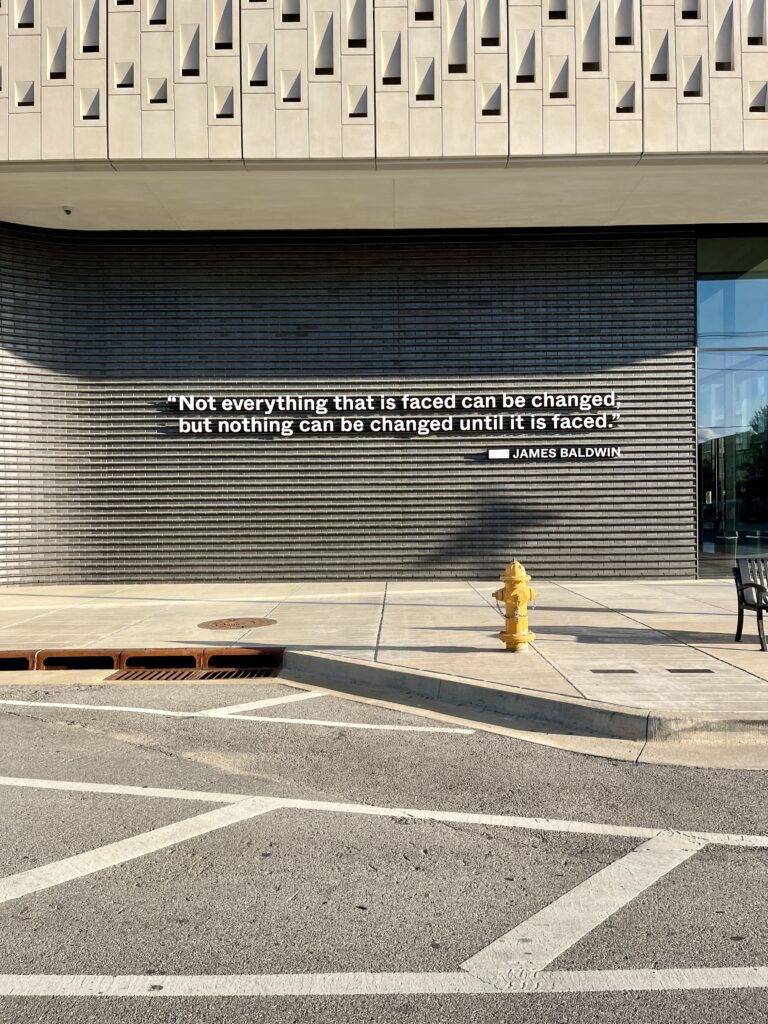 “Not everything that is faced can be changed,
but nothing can be changed until it is faced.”
JAMES BALDWIN